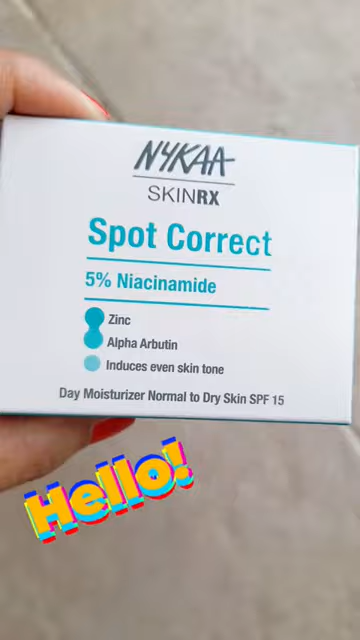 NYKAA
SKINRX
Spot Correct
5% Niacinamide
Zinc
Alpha Arbutin
Induces even skin tone
Day Moisturizer Normal to Dry Skin SPF 15
Hello!